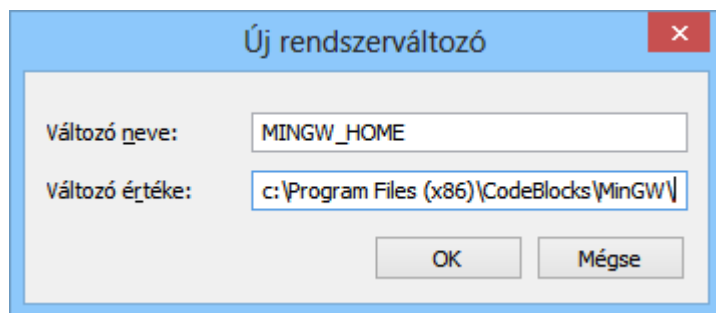 Új rendszerváltozó
Változó neve: MINGW_HOME
Változó értéke: c:\Program Files (x86)\CodeBlocks\MinGW\
OK Mégse